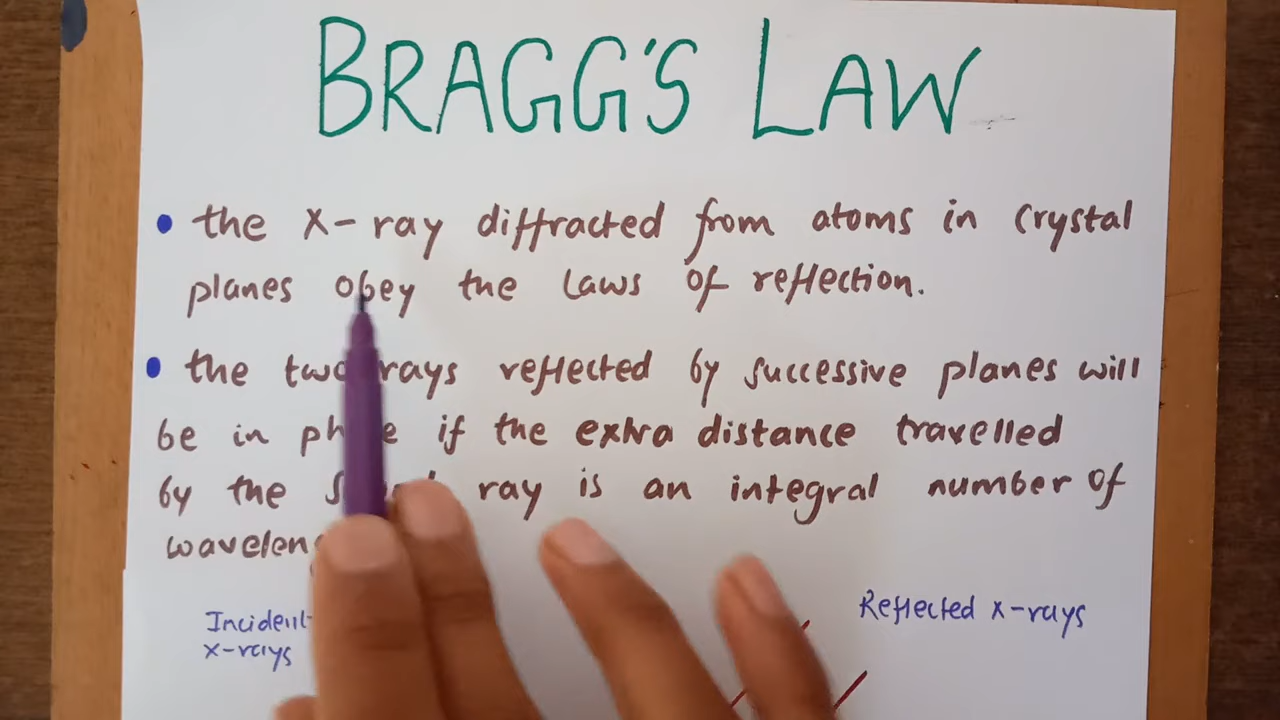 BRAGG'S LAW
• the X-ray diffracted from atoms in crystal
planes obey the laws of reflection.
• the two rays reflected by successive planes will
be in if the extra distance travelled
by the ray is an integral number of
Incident
x-rays
Reflected x-rays